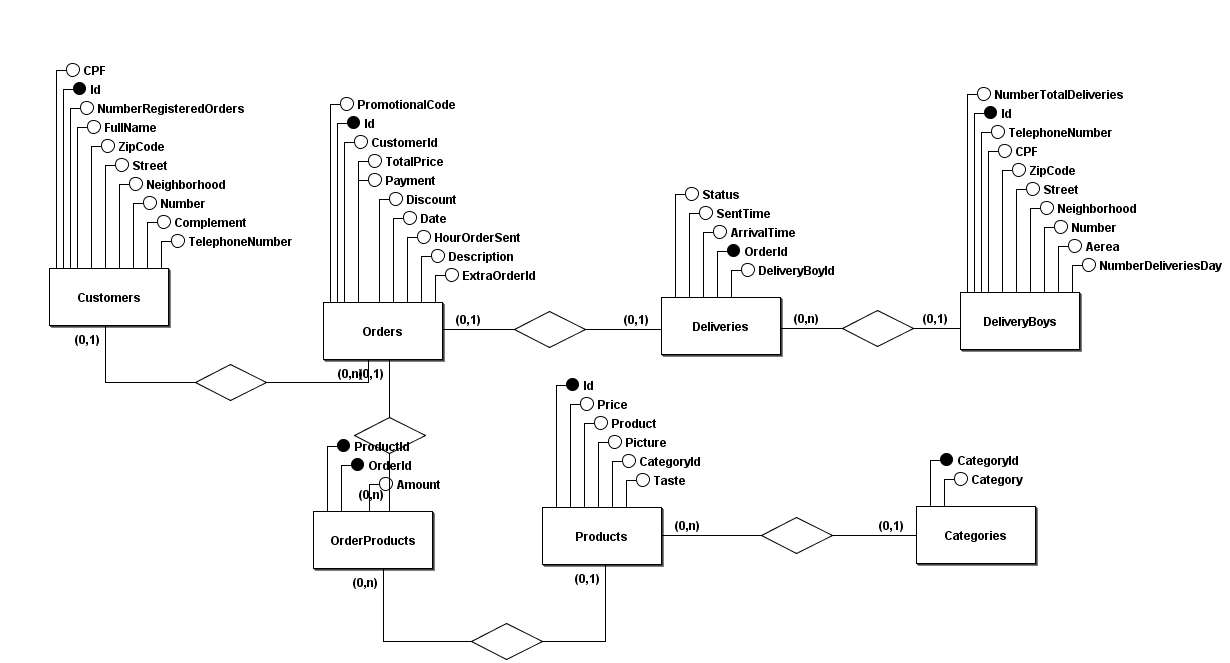 CPF
Id
NumberRegisteredOrders
FullName
ZipCode
Street
Neighborhood
Number
Complement
TelephoneNumber
Customers
(0,1)
PromotionalCode
Id
CustomerId
TotalPrice
Payment
Discount
Date
HourOrderSent
Description
ExtraOrderId
Orders
(0,1)
(0,n)
(0,1)
Status
SentTime
ArrivalTime
OrderId
DeliveryBoyId
(0,1)
Deliveries
(0,n)
NumberTotalDeliveries
Id
TelephoneNumber
CPF
ZipCode
Street
Neighborhood
Number
Aerea
NumberDeliveriesDay
(0,1)
DeliveryBoys
ProductId
OrderId
Amount
(0,n)
OrderProducts
(0,n)
Id
Price
Product
Picture
CategoryId
Taste
Products
(0,n)
(0,1)
CategoryId
Category
(0,1)
Categories